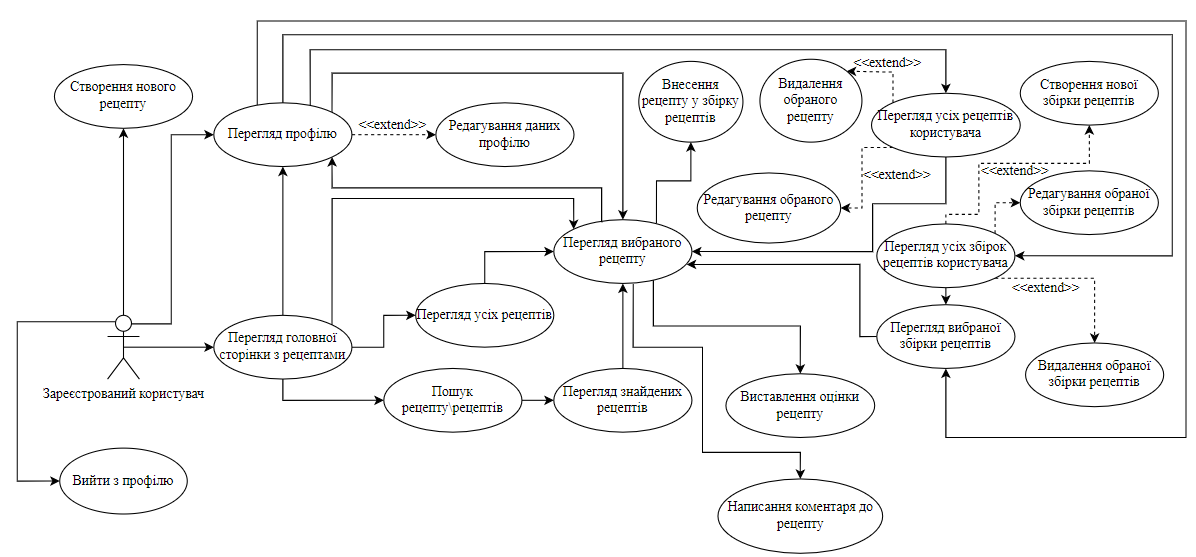 Створення нового
рецепту
Перегляд профілю
<<extend>>
Редагування даних
профілю
Внесення
рецепту у збірку
рецептів
Видалення
обраного
рецепту
<<extend>>
Перегляд усіх рецептів
користувача
Створення нової
збірки рецептів
<<extend>>
<<extend>>
Редагування обраного
рецепту
Редагування обраної
збірки рецептів
Перегляд вибраного
рецепту
Перегляд усіх збірок
рецептів користувача
<<extend>>
Перегляд усіх рецептів
Перегляд головної
сторінки з рецептами
Перегляд вибраної
збірки рецептів
Видалення обраної
збірки рецептів
Зареєстрований користувач
Пошук
рецепту\рецептів
Перегляд знайдених
рецептів
Виставлення оцінки
рецепту
Вийти з профілю
Написання коментаря до
рецепту